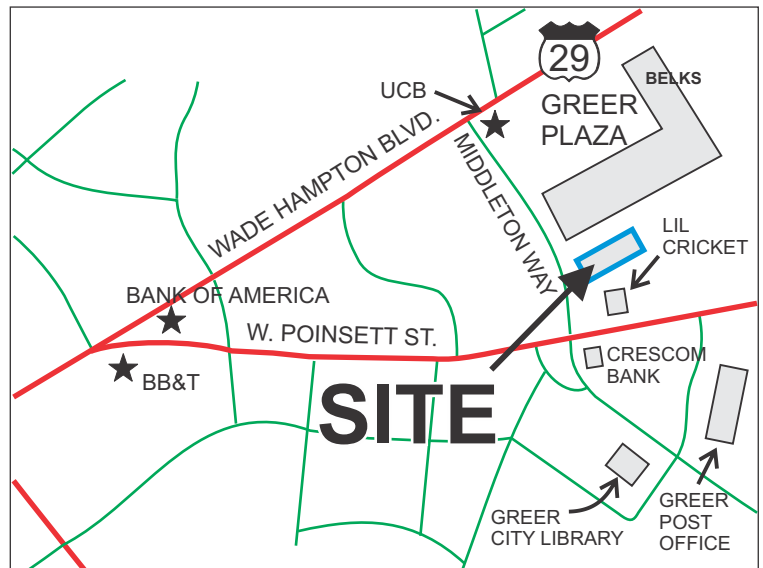 29
BELKS
UCB
GREER
PLAZA
WADE HAMPTON BLVD.
MIDDLETON WAY
LIL
CRICKET
BANK OF AMERICA
W. POINSETT ST.
BB&T
CRESCOM
BANK
SITE
GREER
CITY LIBRARY
GREER
POST
OFFICE